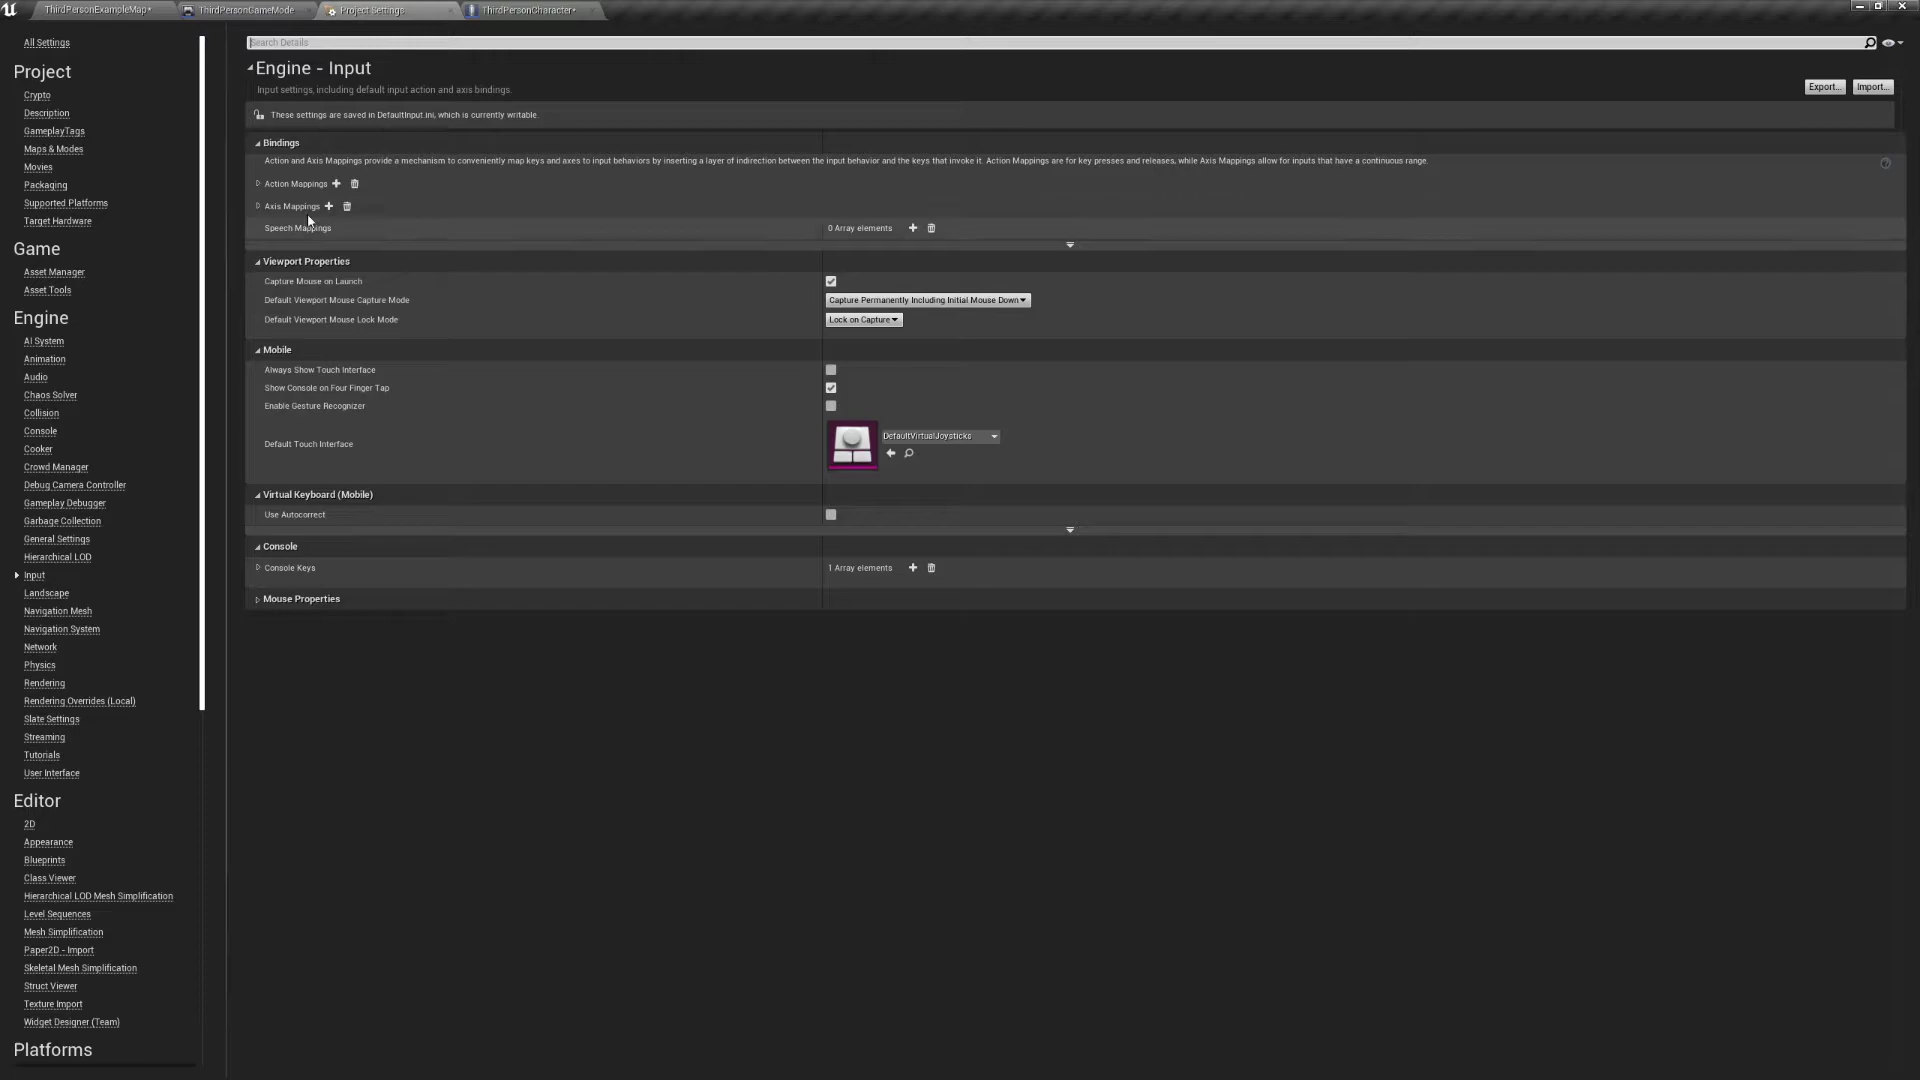 ThirdPersonExampleMap*
ThirdPersonGameMode
Project Settings
ThirdPersonCharacter*
All Settings
Project
Crypto
Description
GameplayTags
Maps & Modes
Movies
Packaging
Supported Platforms
Target Hardware
Game
Asset Manager
Asset Tools
Engine
AI System
Animation
Audio
Chaos Solver
Collision
Console
Cooker
Crowd Manager
Debug Camera Controller
Gameplay Debugger
Garbage Collection
General Settings
Hierarchical LOD
Input
Landscape
Navigation Mesh
Navigation System
Network
Physics
Rendering
Rendering Overrides (Local)
Slate Settings
Streaming
Tutorials
User Interface
Editor
2D
Appearance
Blueprints
Class Viewer
Hierarchical LOD Mesh Simplification
Level Sequences
Mesh Simplification
Paper2D - Import
Skeletal Mesh Simplification
Struct Viewer
Texture Import
Widget Designer (Team)
Platforms
Search Details
Engine - Input
Input settings, including default input action and axis bindings.
Export...
Import...
These settings are saved in DefaultInput.ini, which is currently writable.
Bindings
Action and Axis Mappings provide a mechanism to conveniently map keys and axes to input behaviors by inserting a layer of indirection between the input behavior and the keys that invoke it. Action Mappings are for key presses and releases, while Axis Mappings allow for inputs that have a continuous range.
Action Mappings
Axis Mappings
Speech Mappings
0 Array elements
Viewport Properties
Capture Mouse on Launch
Default Viewport Mouse Capture Mode
Capture Permanently Including Initial Mouse Down
Default Viewport Mouse Lock Mode
Lock on Capture
Mobile
Always Show Touch Interface
Show Console on Four Finger Tap
Enable Gesture Recognizer
Default Touch Interface
DefaultVirtualJoysticks
Virtual Keyboard (Mobile)
Use Autocorrect
Console
Console Keys
1 Array elements
Mouse Properties